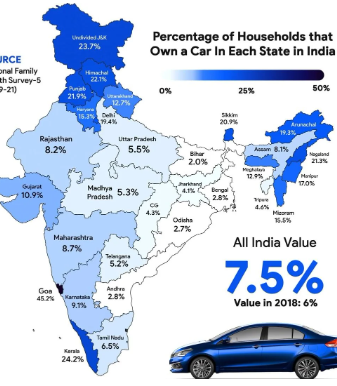 Percentage of Households that
Own a Car In Each State in India
0%
25%
50%
URCE
onal Family
th Survey-5
9-21)
Undivided J&K
23.7%
Himachal
22.1%
Punjab
21.9%
Uttarakhand
12.7%
Haryana
15.3%
Delhi
19.4%
Rajasthan
8.2%
Uttar Pradesh
5.5%
Bihar
2.0%
Sikkim
20.9%
Arunachal
19.3%
Assam
8.1%
Nagaland
21.3%
Meghalaya
12.9%
Manipur
17.0%
Tripura
4.6%
Mizoram
15.5%
Gujarat
10.9%
Madhya
Pradesh
5.3%
Jharkhand
4.1%
Bengal
2.8%
CG
4.3%
Odisha
2.7%
Maharashtra
8.7%
Telangana
5.2%
Andhra
2.8%
Goa
45.2%
Karnataka
9.1%
Tamil Nadu
6.5%
Kerala
24.2%
All India Value
7.5%
Value in 2018: 6%